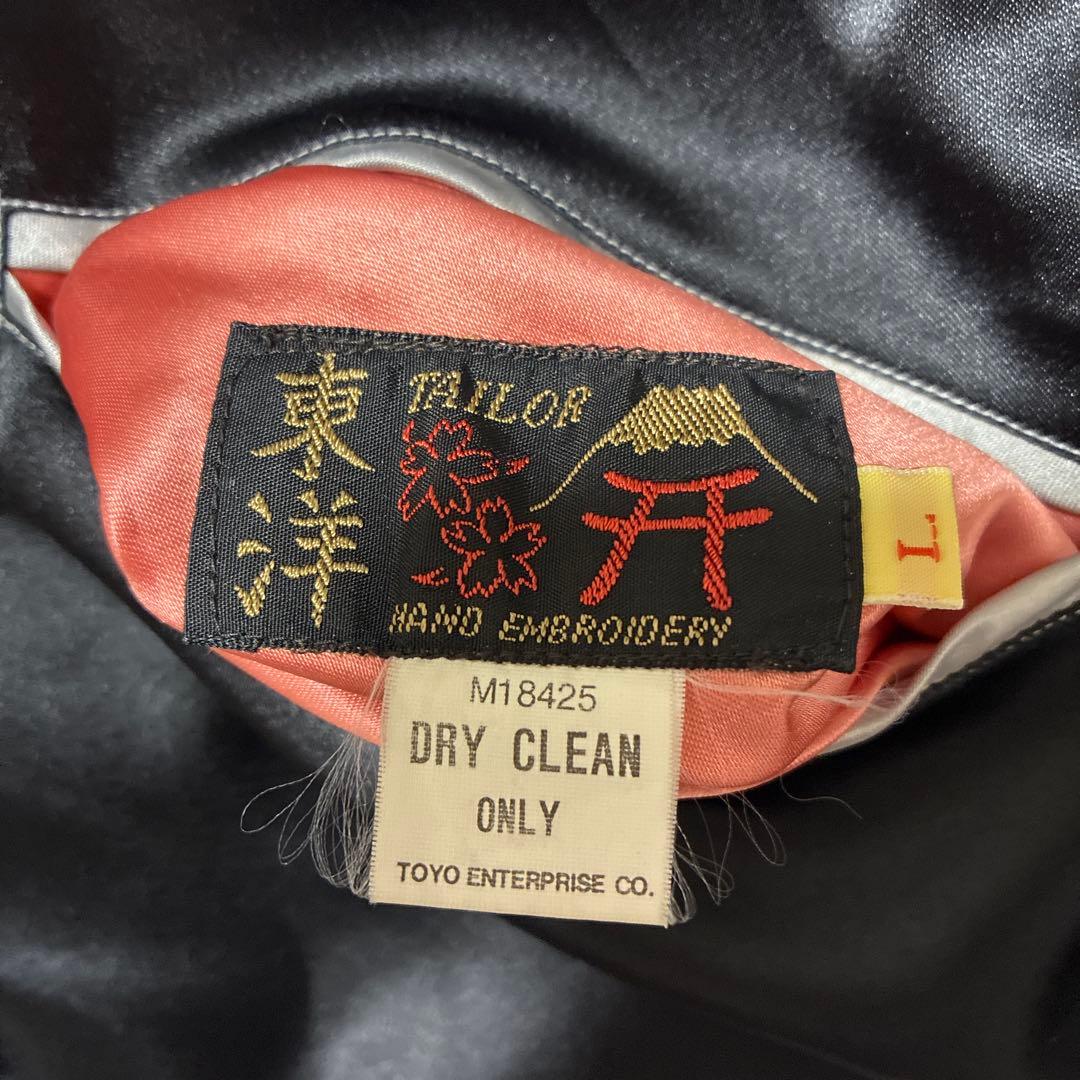 東洋
TAILOR
HAND EMBROIDERY
L
M18425
DRY CLEAN
ONLY
TOYO ENTERPRISE CO.